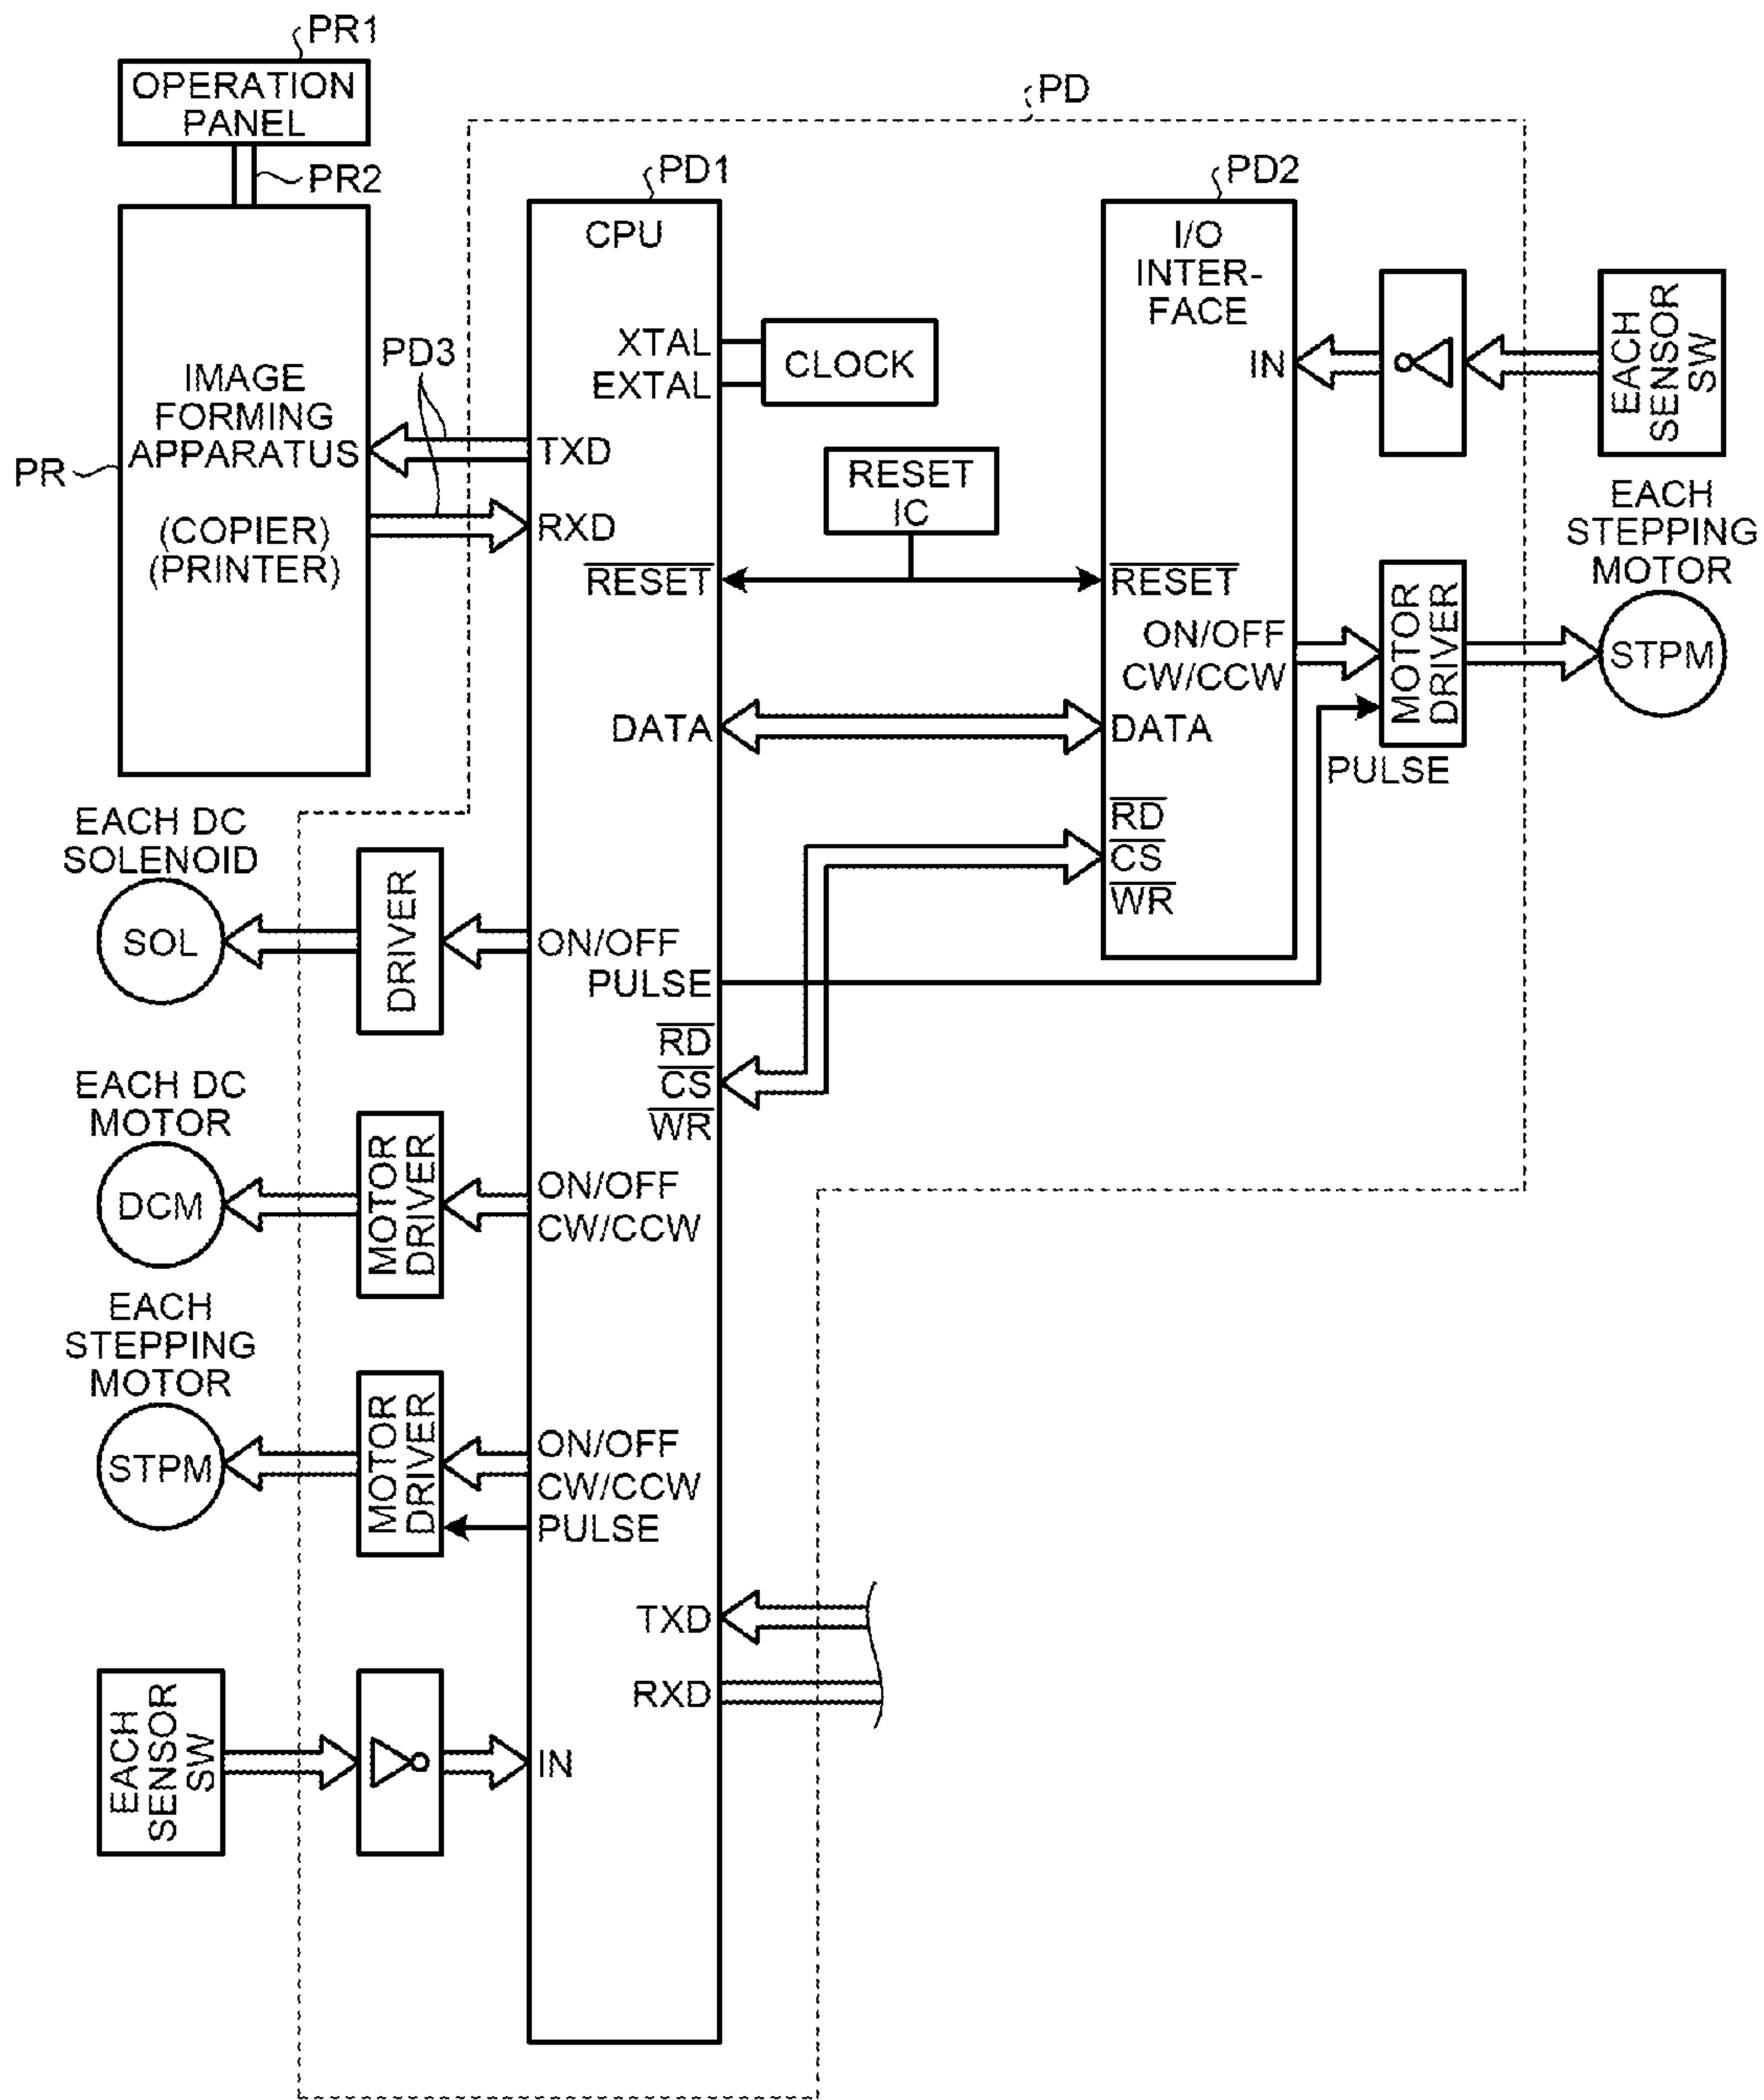 PR1
OPERATION
PANEL
PR2
PD
PD1
PD2
CPU
I/O
INTER-
FACE
XTAL
EXTAL
CLOCK
IN
EACH
SENSOR
SW
PD3
IMAGE
FORMING
APPARATUS
(COPIER)
(PRINTER)
PR
TXD
RXD
RESET
IC
RESET
RESET
EACH
STEPPING
MOTOR
STPM
ON/OFF
CW/CCW
MOTOR
DRIVER
PULSE
DATA
DATA
RD
CS
WR
EACH DC
SOLENOID
SOL
DRIVER
ON/OFF
PULSE
RD
CS
WR
EACH DC
MOTOR
DCM
MOTOR
DRIVER
ON/OFF
CW/CCW
EACH
STEPPING
MOTOR
STPM
MOTOR
DRIVER
ON/OFF
CW/CCW
PULSE
TXD
RXD
EACH
SENSOR
SW
IN